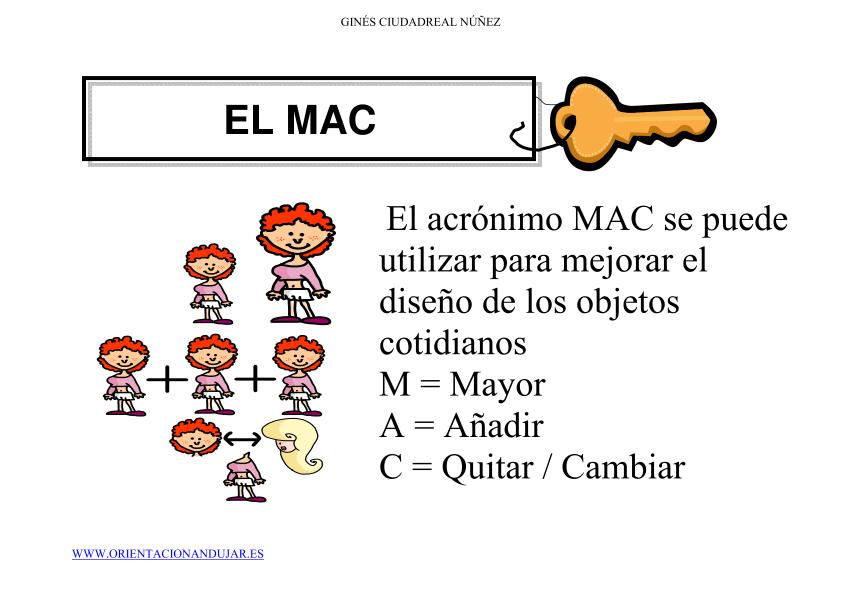 GINÉS CIUDADREAL NÚÑEZ
EL MAC
El acrónimo MAC se puede
utilizar para mejorar el
diseño de los objetos
cotidianos
M = Mayor
A = Añadir
C = Quitar / Cambiar
WWW.ORIENTACIONANDUJAR.ES